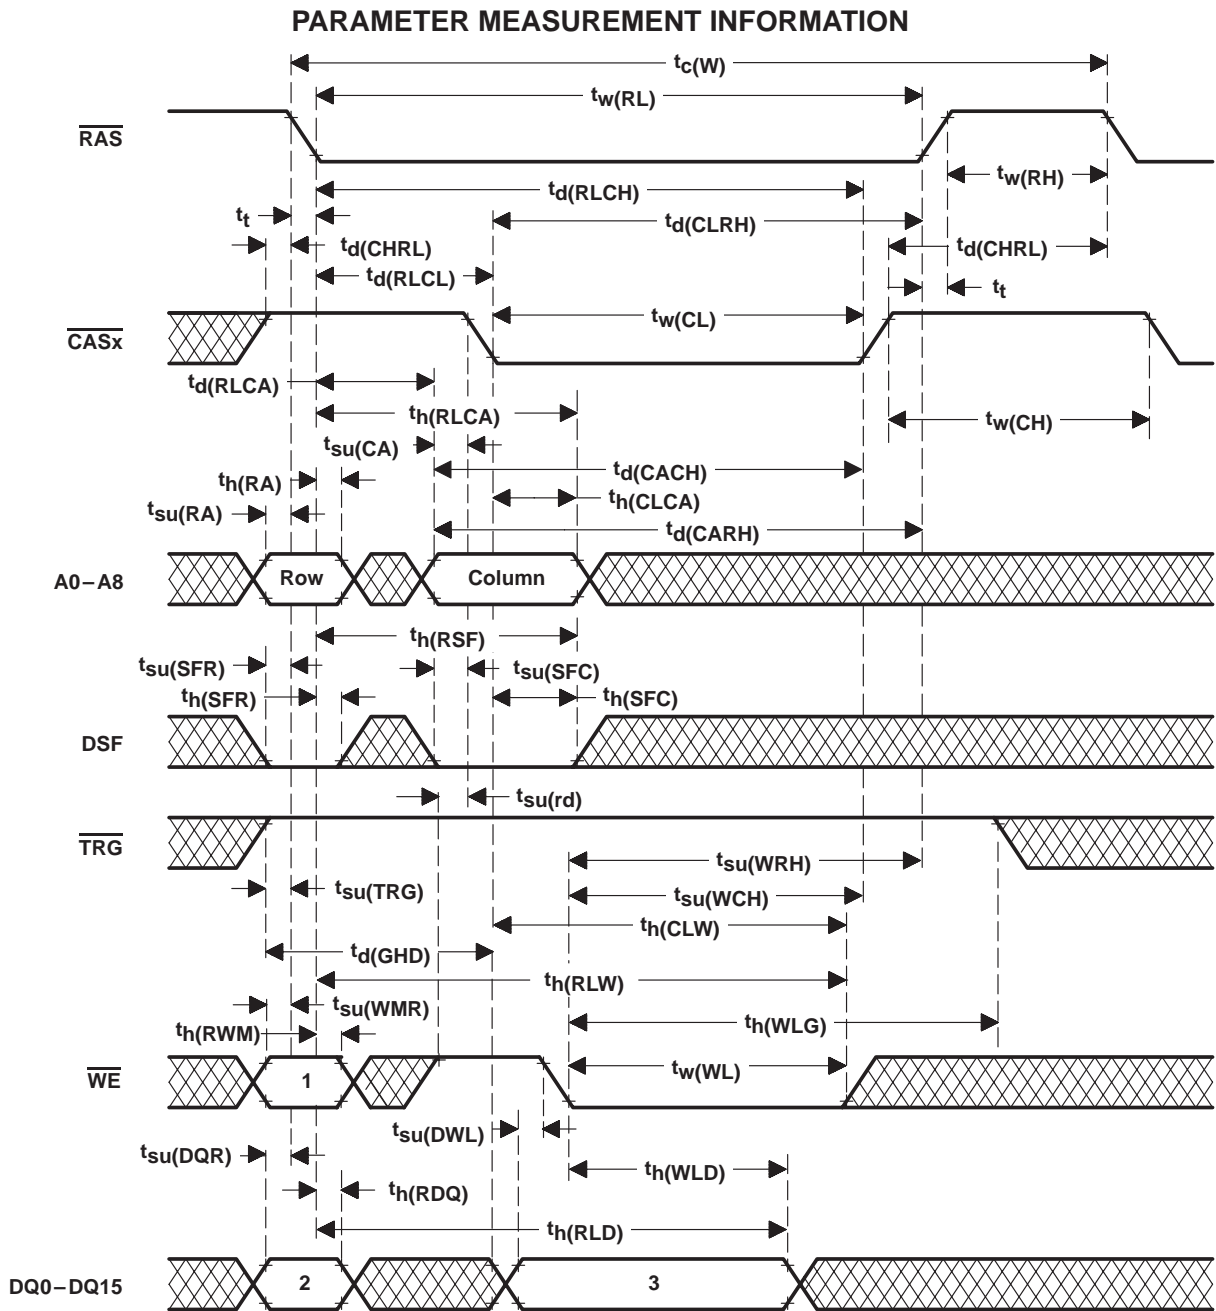 PARAMETER MEASUREMENT INFORMATION
tc(W)
tw(RL)
RAS
tw(RH)
td(RLCH)
tt
td(CLRH)
td(CHRL)
td(CHRL)
td(RLCL)
tt
tw(CL)
CASx
td(RLCA)
th(RLCA)
tw(CH)
tsu(CA)
td(CACH)
th(RA)
th(CLCA)
tsu(RA)
td(CARH)
A0–A8
Row
Column
th(RSF)
tsu(SFR)
tsu(SFC)
th(SFR)
th(SFC)
DSF
tsu(rd)
TRG
tsu(WRH)
tsu(TRG)
tsu(WCH)
th(CLW)
td(GHD)
th(RLW)
tsu(WMR)
th(RWM)
th(WLG)
WE
1
tw(WL)
tsu(DWL)
tsu(DQR)
th(WLD)
th(RDQ)
th(RLD)
DQ0–DQ15
2
3